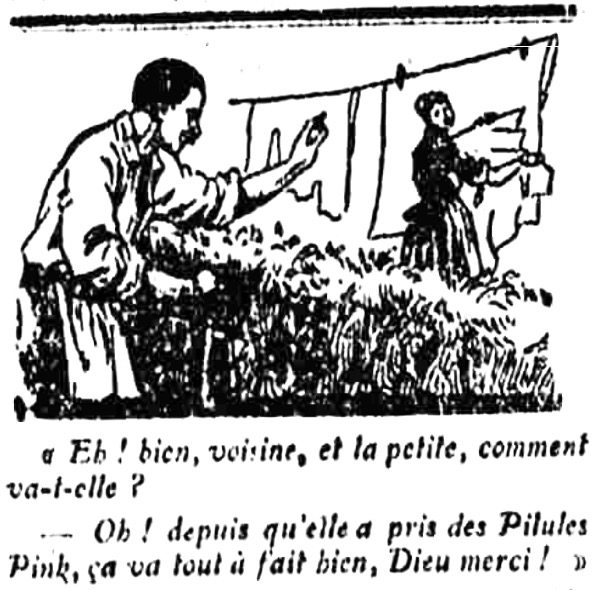 « Eh ! bien, voisine, et la petite, comment
va-t-elle ?
— Oh ! depuis qu'elle a pris des Pilules
Pink, ça va tout à fait bien, Dieu merci ! »